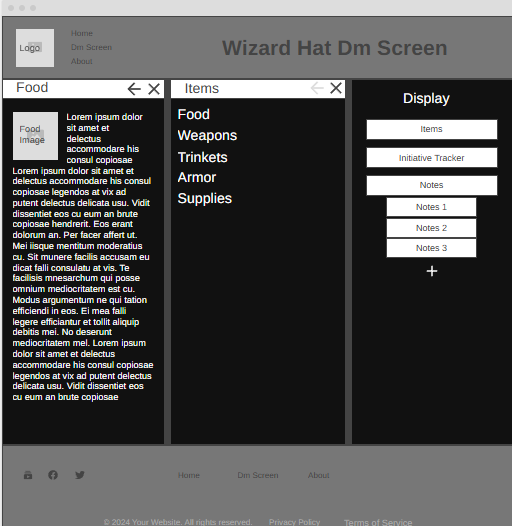 Logo
Home
Dm Screen
About
Wizard Hat Dm Screen
Food
Food
Image
Lorem ipsum dolor
sit amet et
delectus
accommodare his
consul copiosae
Lorem ipsum dolor sit amet et
delectus accommodare his consul
copiosae legendos at vix ad
putent delectus delicata usu. Vidit
dissentiet eos cu eum an brute
copiosae hendrerit. Eos erant
dolorum an. Per facer affert ut.
Mei iisque mentitum moderatius
cu. Sit munere facilis accusam eu
dicat falli consulatu at vis. Te
facilisis mnesarchum qui posse
omnium mediocritatem est cu.
Modus argumentum ne qui tation
efficiendi in eos. Ei mea falli
legere efficiantur et tollit aliquip
debitis mei. No deserunt
mediocritatem mel. Lorem ipsum
dolor sit amet et delectus
accommodare his consul copiosae
legendos at vix ad putent delectus
delicata usu. Vidit dissentiet eos
cu eum an brute copiosae
Items
Food
Weapons
Trinkets
Armor
Supplies
Display
Items
Initiative Tracker
Notes
Notes 1
Notes 2
Notes 3
Home
Dm Screen
About
© 2024 Your Website. All rights reserved.
Privacy Policy
Terms of Service